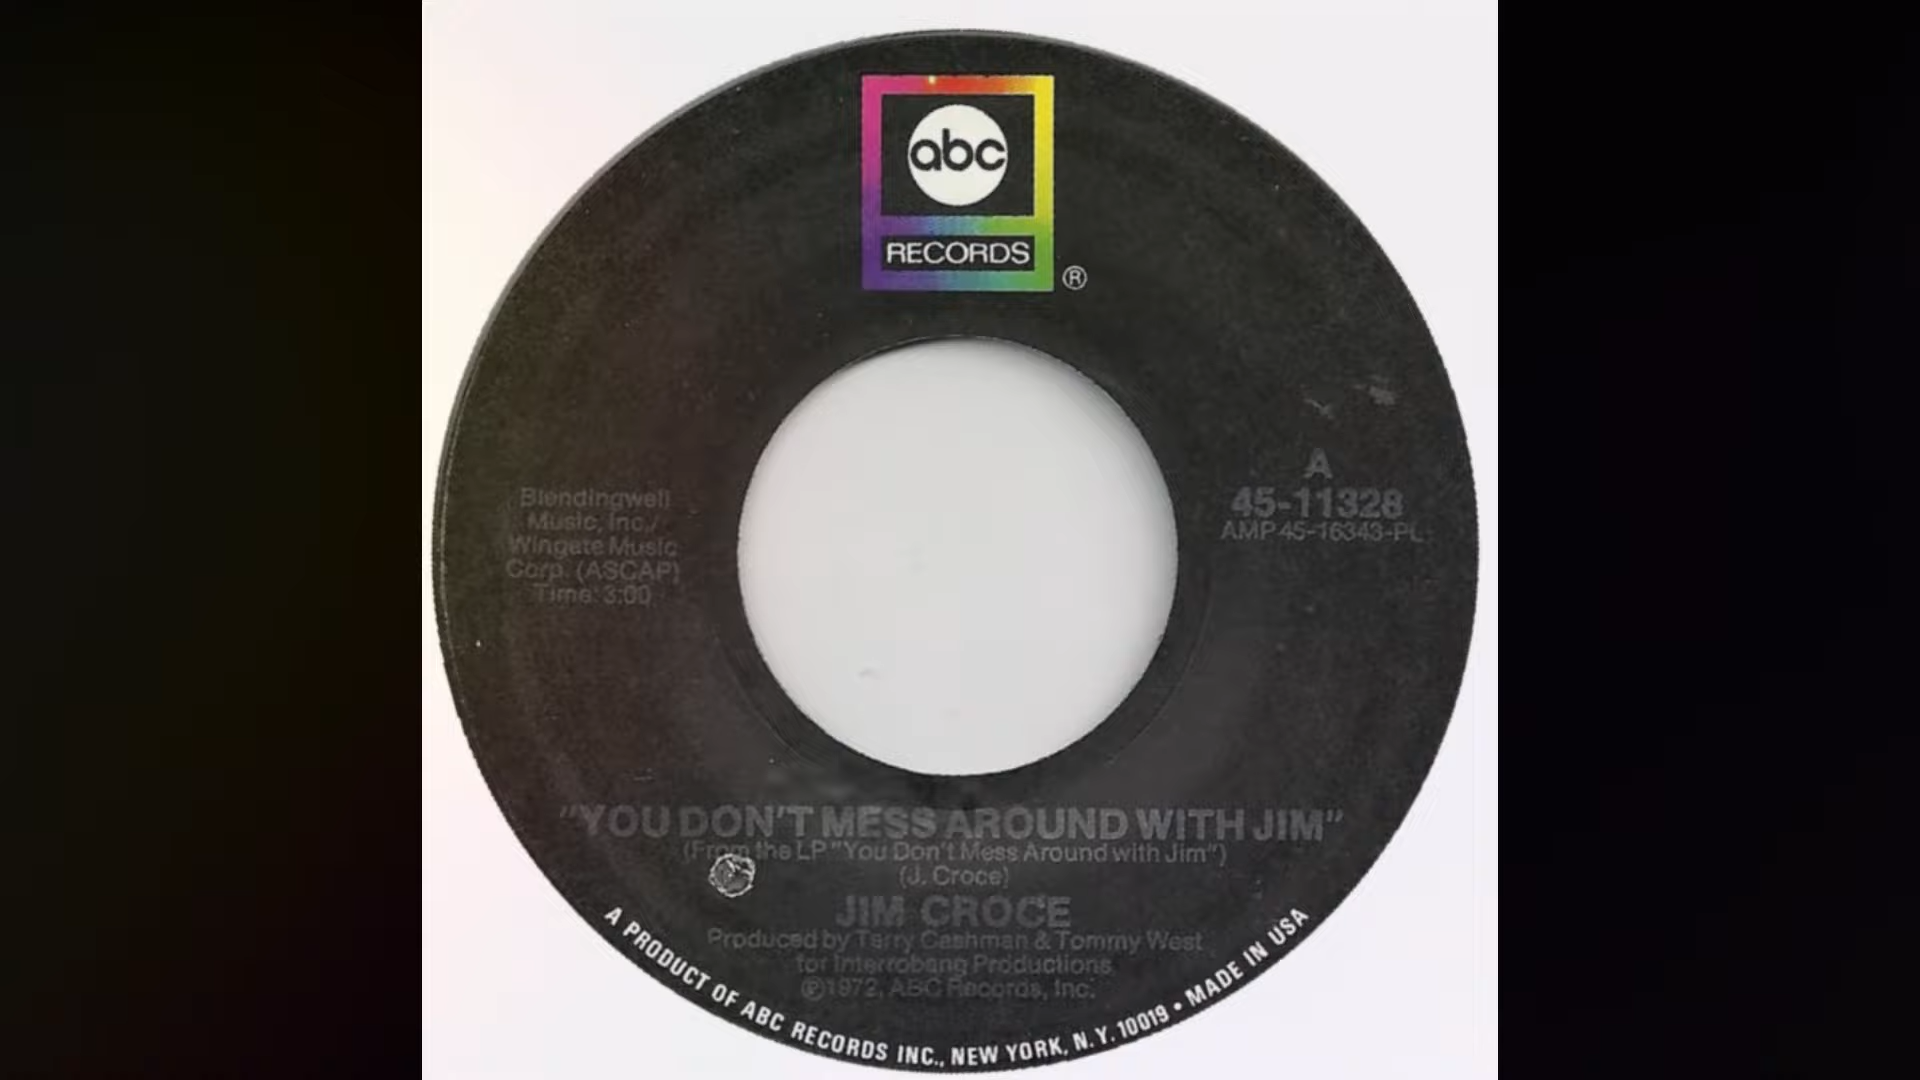 abc
RECORDS
®
Blendingwell
Music, Inc./
Wingate Music
Corp. (ASCAP)
Time: 3:00
A
45-11328
AMP 45-16343-PL
"YOU DON'T MESS AROUND WITH JIM"
(From the LP "You Don't Mess Around with Jim")
(J. Croce)
JIM CROCE
Produced by Terry Cashman & Tommy West
for Interrobang Productions
℗1972, ABC Records, Inc.
A PRODUCT OF ABC RECORDS INC., NEW YORK, N.Y. 10019 • MADE IN USA